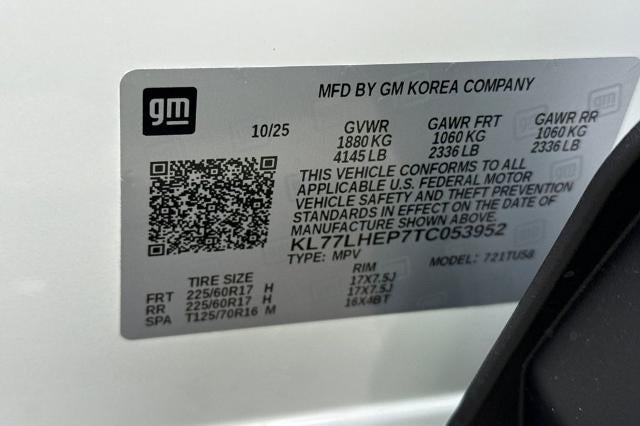 gm
MFD BY GM KOREA COMPANY
10/25 GVWR GAWR FRT GAWR RR
1880 KG 1060 KG 1060 KG
4145 LB 2336 LB 2336 LB
THIS VEHICLE CONFORMS TO ALL
APPLICABLE U.S. FEDERAL MOTOR
VEHICLE SAFETY AND THEFT PREVENTION
STANDARDS IN EFFECT ON THE DATE OF
MANUFACTURE SHOWN ABOVE.
KL77LHEP7TC053952
TYPE: MPV MODEL: 721TU58
TIRE SIZE RIM
FRT 225/60R17 H 17X7.5J
RR 225/60R17 H 17X7.5J
SPA T125/70R16 M 16X4BT